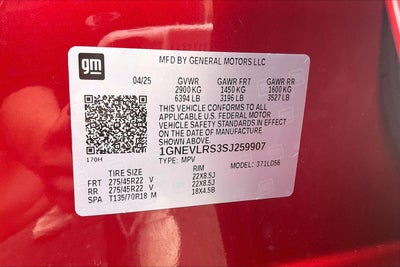 gm
MFD BY GENERAL MOTORS LLC
04/25 GVWR GAWR FRT GAWR RR
2900 KG 1450 KG 1600 KG
6394 LB 3196 LB 3527 LB
THIS VEHICLE CONFORMS TO ALL
APPLICABLE U.S. FEDERAL MOTOR
VEHICLE SAFETY STANDARDS IN EFFECT
ON THE DATE OF MANUFACTURE
SHOWN ABOVE.
170H 1GNEVLRS3SJ259907
TYPE: MPV MODEL: 371LD56
TIRE SIZE RIM
FRT 275/45R22 V 22X8.5J
RR 275/45R22 V 22X8.5J
SPA T135/70R18 M 18X4.5B